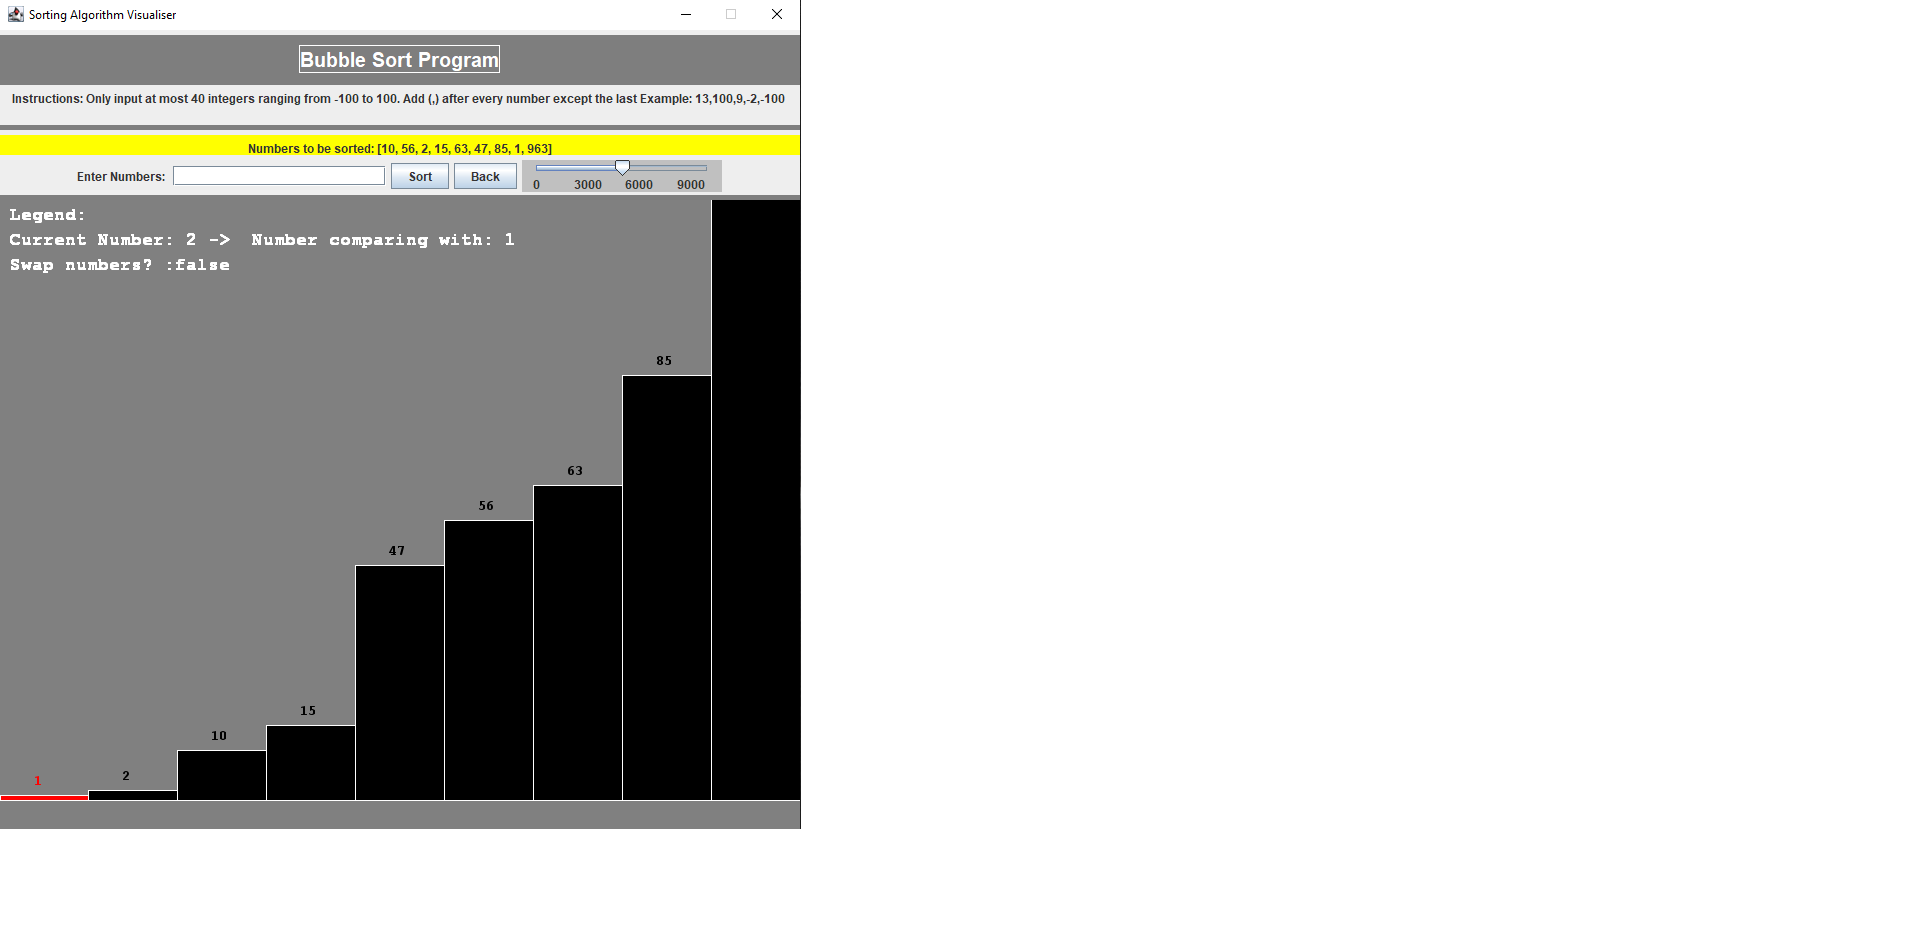 Sorting Algorithm Visualiser
Bubble Sort Program
Instructions: Only input at most 40 integers ranging from -100 to 100. Add (,) after every number except the last Example: 13,100,9,-2,-100
Numbers to be sorted: [10, 56, 2, 15, 63, 47, 85, 1, 963]
Enter Numbers: Sort Back
0 3000 6000 9000
Legend:
Current Number: 2 -> Number comparing with: 1
Swap numbers? :false
85
63
56
47
15
10
2
1